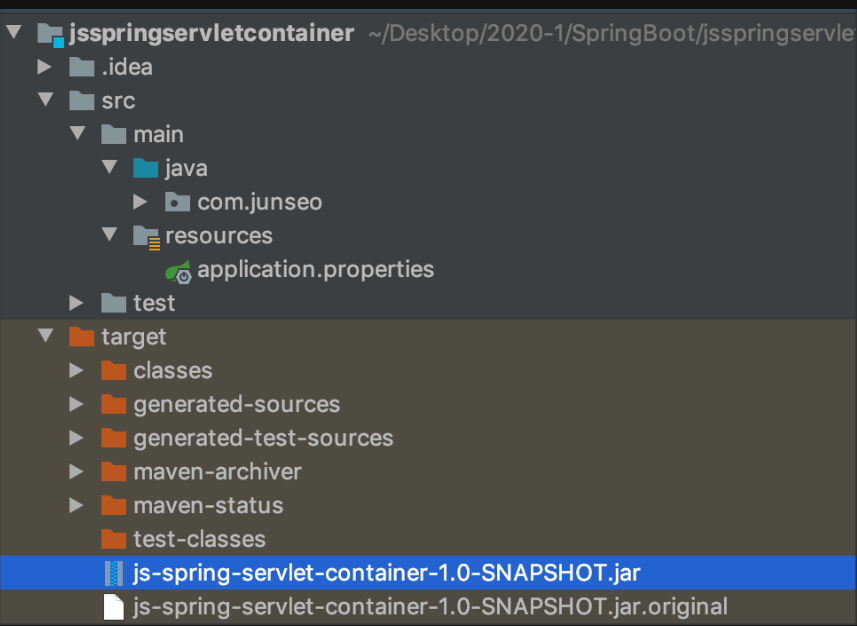 jsspringservletcontainer ~/Desktop/2020-1/SpringBoot/jsspringservlet
.idea
src
main
java
com.junseo
resources
application.properties
test
target
classes
generated-sources
generated-test-sources
maven-archiver
maven-status
test-classes
js-spring-servlet-container-1.0-SNAPSHOT.jar
js-spring-servlet-container-1.0-SNAPSHOT.jar.original